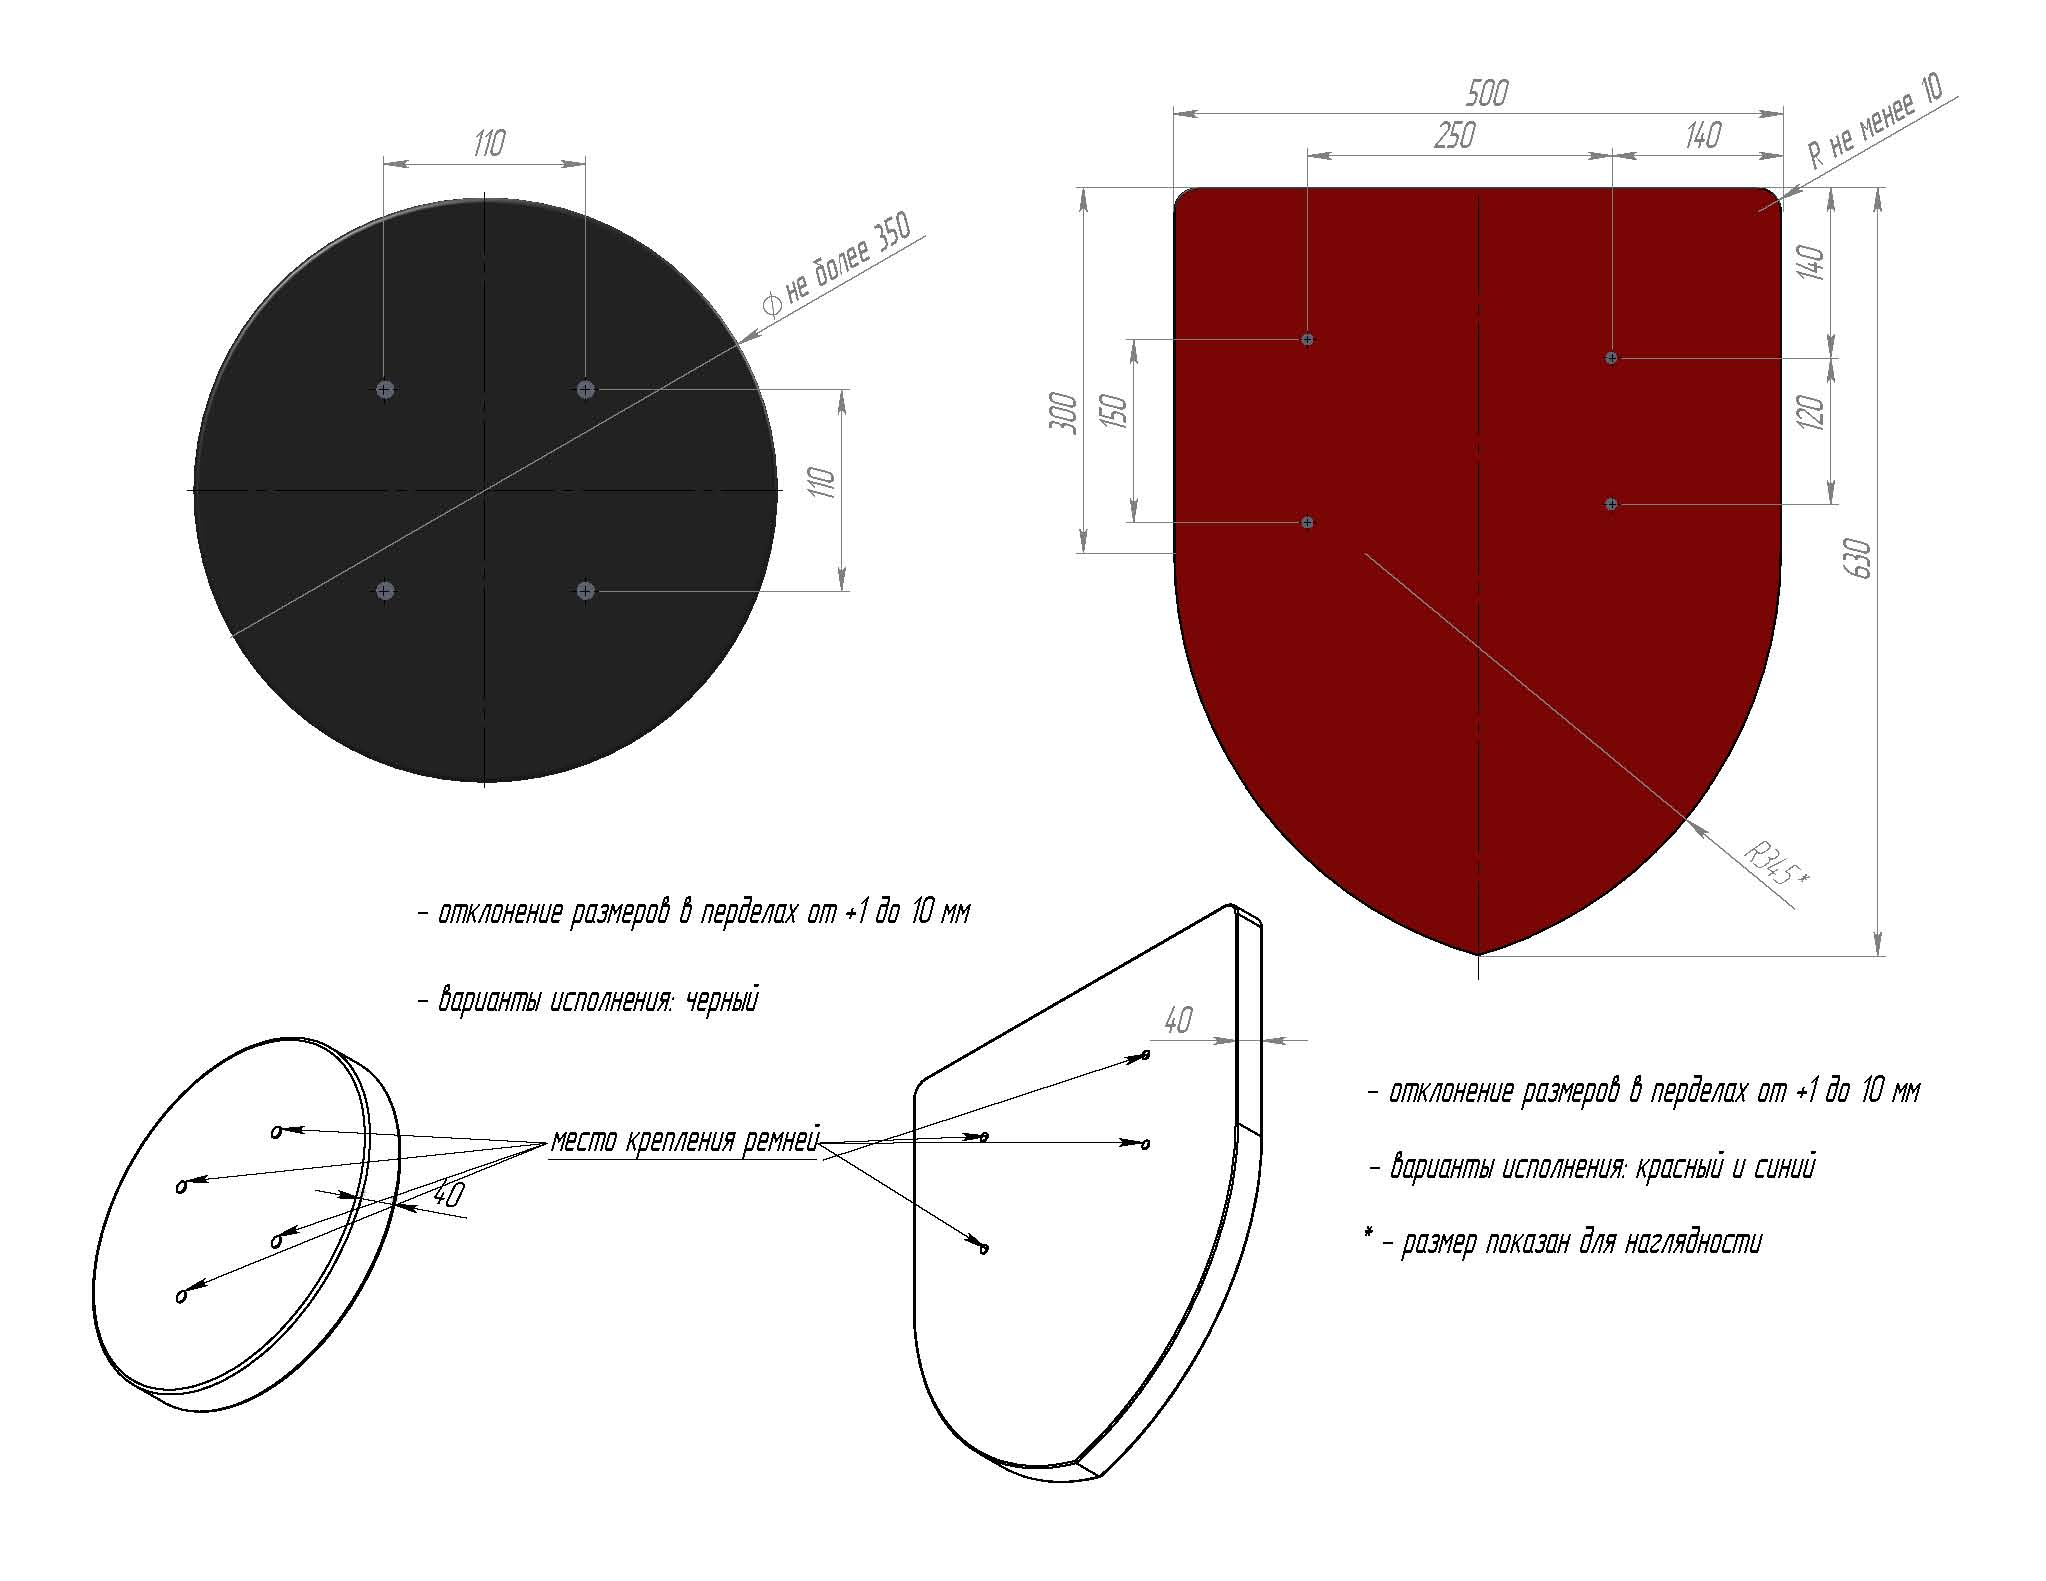 500
250
140
R не менее 10
110
Ø не более 350
140
300
150
120
110
630
R345*
- отклонение размеров в перделах от +1 до 10 мм
- варианты исполнения: черный
40
место крепления ремней
40
- отклонение размеров в перделах от +1 до 10 мм
- варианты исполнения: красный и синий
* - размер показан для наглядности